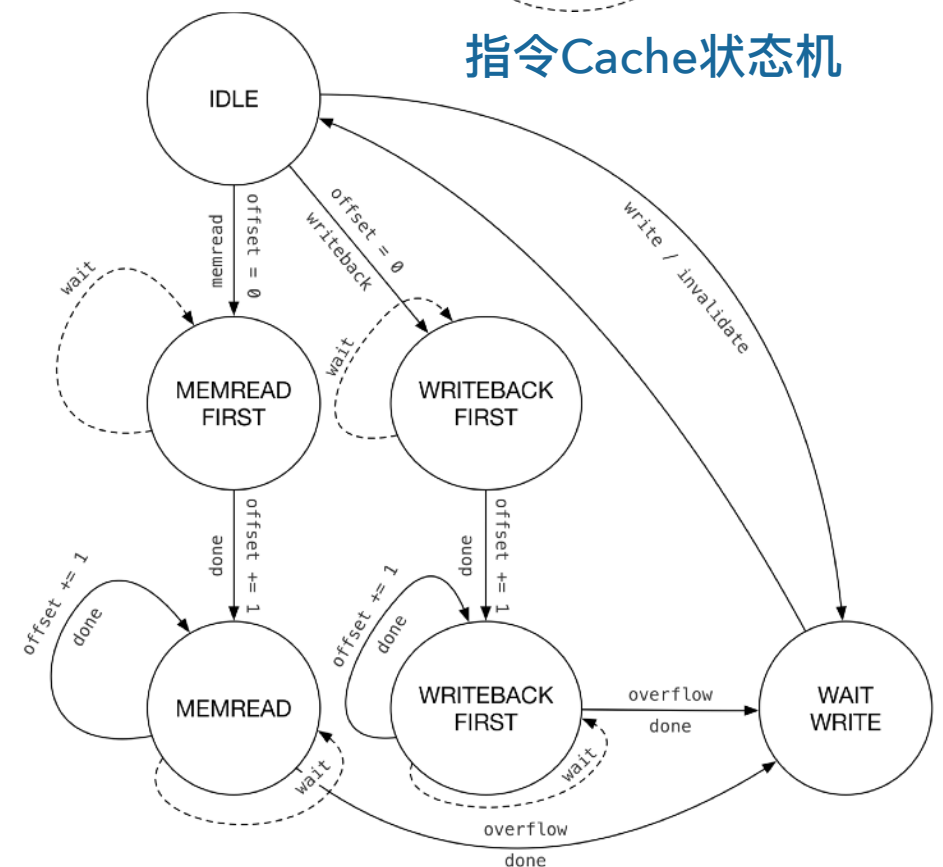 指令Cache状态机
IDLE
write / invalidate
memread
offset = 0
offset = 0
writeback
wait
wait
MEMREAD
FIRST
WRITEBACK
FIRST
done
offset += 1
done
offset += 1
offset += 1
done
offset += 1
done
MEMREAD
WRITEBACK
FIRST
overflow
done
WAIT
WRITE
wait
wait
overflow
done